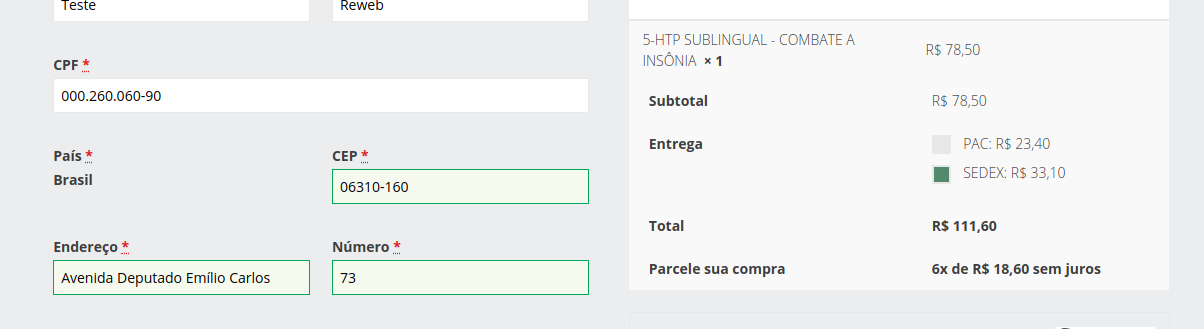 Teste
Reweb
CPF *
000.260.060-90
País *
Brasil
CEP *
06310-160
Endereço *
Avenida Deputado Emílio Carlos
Número *
73
5-HTP SUBLINGUAL - COMBATE A
INSÔNIA × 1
R$ 78,50
Subtotal
R$ 78,50
Entrega
PAC: R$ 23,40
SEDEX: R$ 33,10
Total
R$ 111,60
Parcele sua compra
6x de R$ 18,60 sem juros